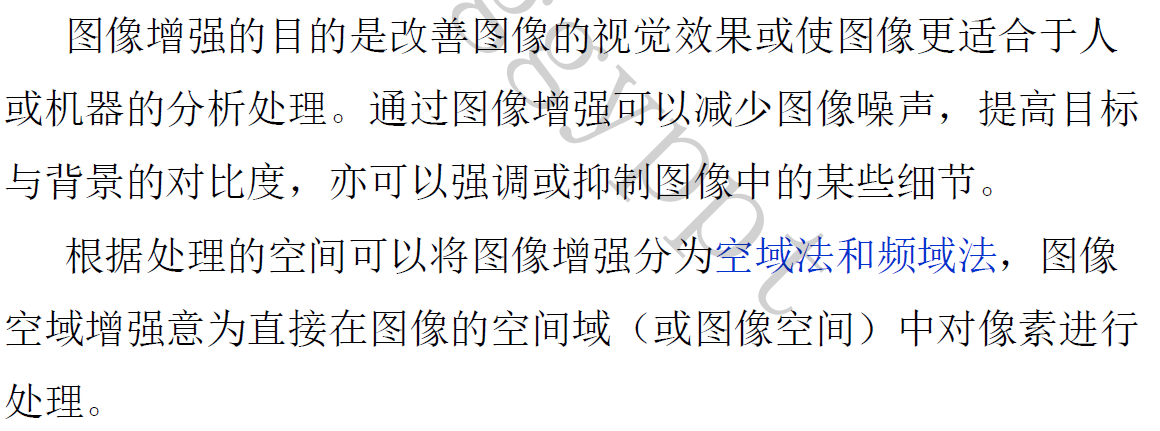 图像增强的目的是改善图像的视觉效果或使图像更适合于人
或机器的分析处理。通过图像增强可以减少图像噪声，提高目标
与背景的对比度，亦可以强调或抑制图像中的某些细节。
根据处理的空间可以将图像增强分为空域法和频域法，图像
空域增强意为直接在图像的空间域（或图像空间）中对像素进行
处理。